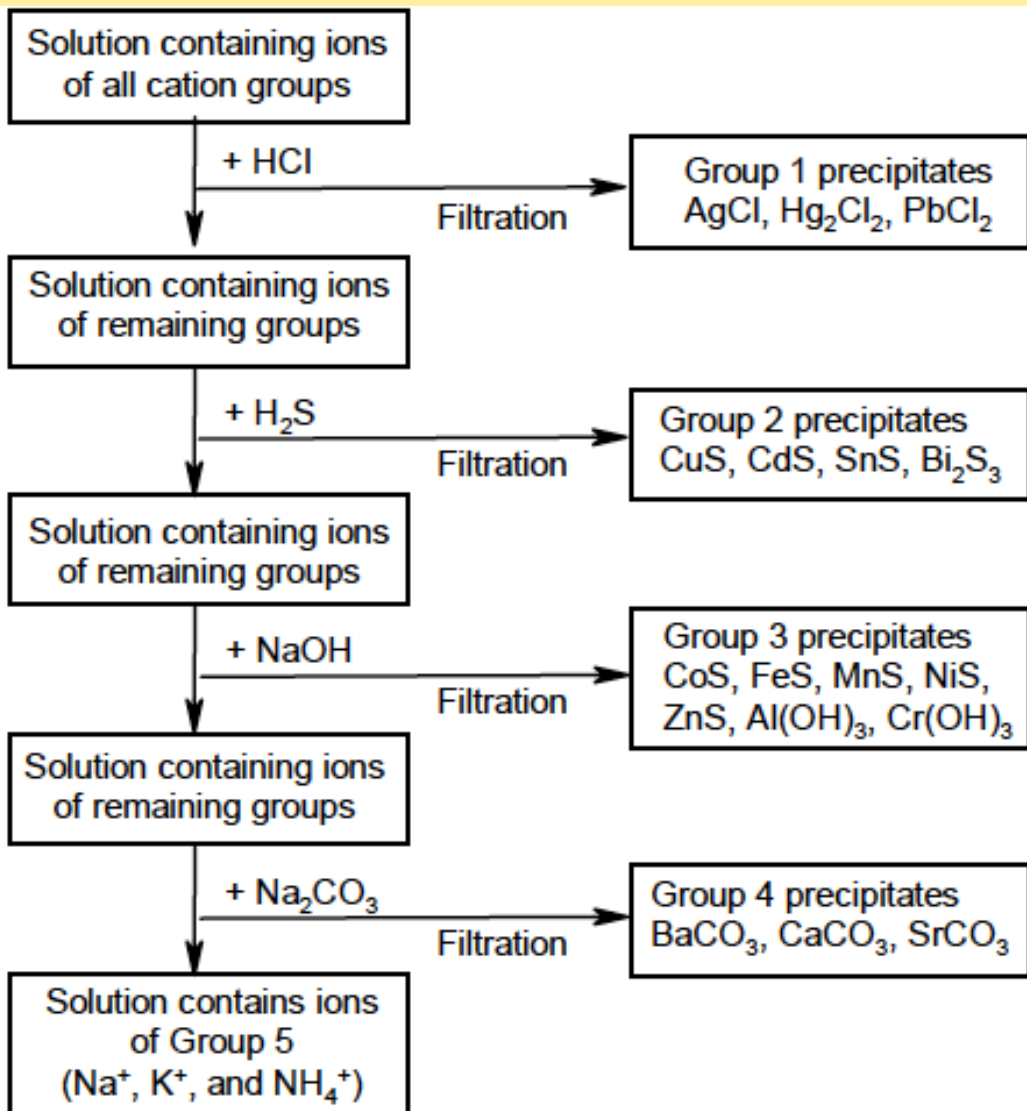 Solution containing ions
of all cation groups
+ HCl
Filtration
Group 1 precipitates
AgCl, Hg₂Cl₂, PbCl₂
Solution containing ions
of remaining groups
+ H₂S
Filtration
Group 2 precipitates
CuS, CdS, SnS, Bi₂S₃
Solution containing ions
of remaining groups
+ NaOH
Filtration
Group 3 precipitates
CoS, FeS, MnS, NiS,
ZnS, Al(OH)₃, Cr(OH)₃
Solution containing ions
of remaining groups
+ Na₂CO₃
Filtration
Group 4 precipitates
BaCO₃, CaCO₃, SrCO₃
Solution contains ions
of Group 5
(Na⁺, K⁺, and NH₄⁺)